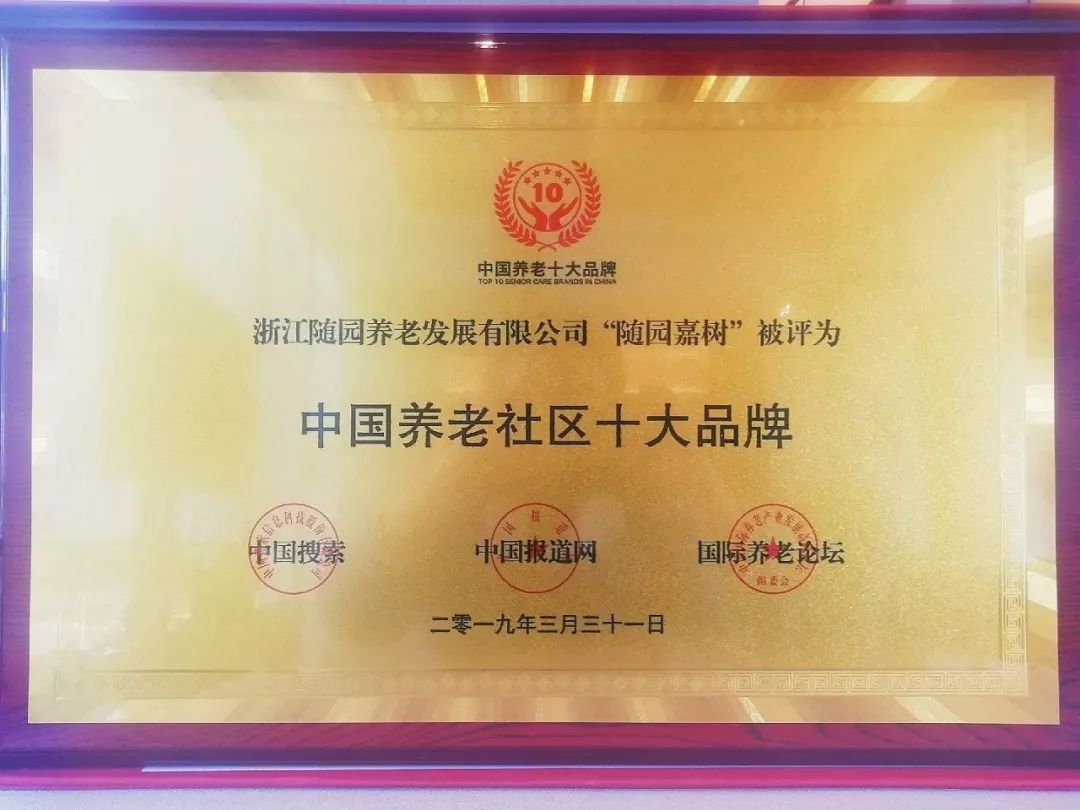 10
中国养老十大品牌
TOP 10 SENIOR CARE BRANDS IN CHINA
浙江随园养老发展有限公司“随园嘉树”被评为
中国养老社区十大品牌
中国搜索 中国报道网 国际养老论坛
组委会
二零一九年三月三十一日